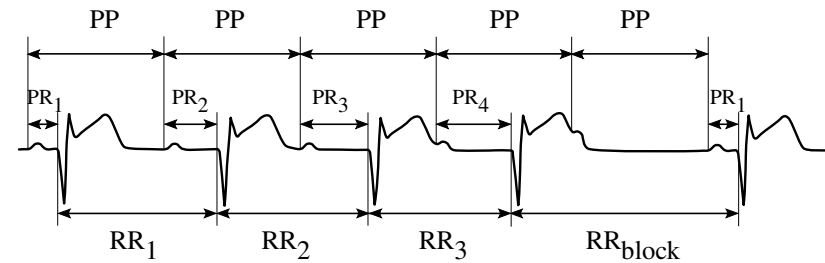 PP PP PP PP PP
PR1 PR2 PR3 PR4 PR1
RR1 RR2 RR3 RRblock